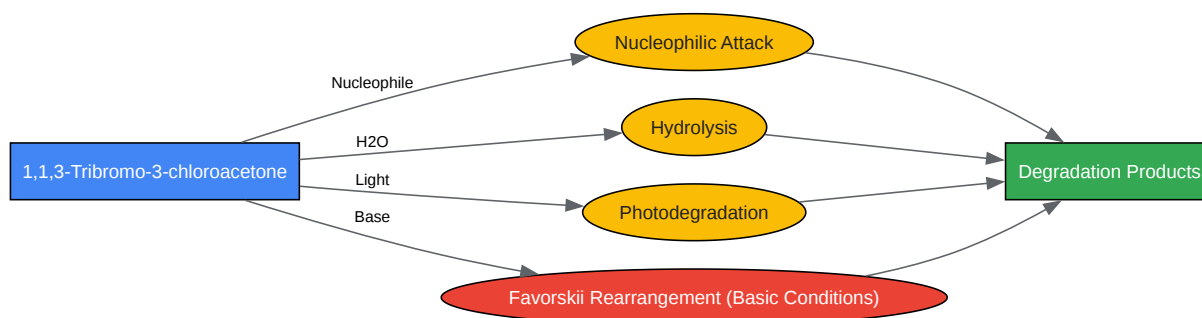 Nucleophilic Attack
Nucleophile
Hydrolysis
H2O
1,1,3-Tribromo-3-chloroacetone
Degradation Products
Light
Photodegradation
Base
Favorskii Rearrangement (Basic Conditions)